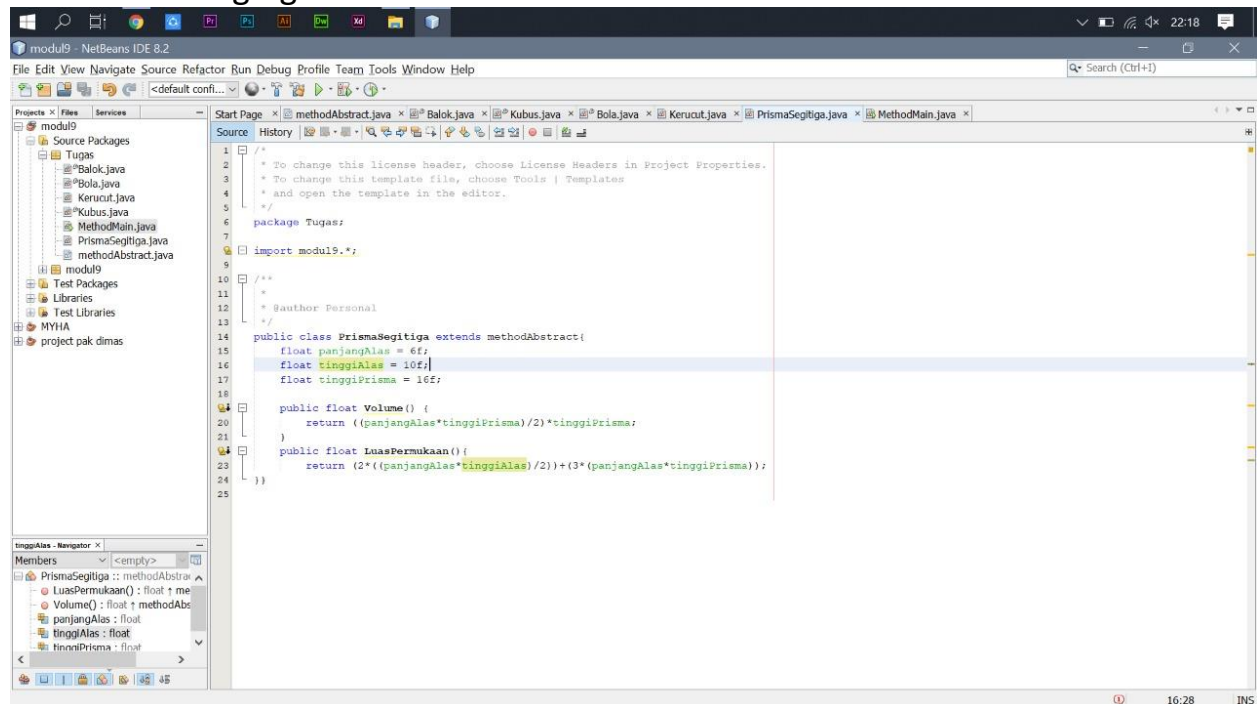 Pr Ps Ai Dw Xd
22:18
modul9 - NetBeans IDE 8.2
File Edit View Navigate Source Refactor Run Debug Profile Team Tools Window Help
Search (Ctrl+I)
<default confi...
Projects Files Services
Start Page methodAbstract.java Balok.java Kubus.java Bola.java Kerucut.java PrismaSegitiga.java MethodMain.java
Source History
modul9
Source Packages
Tugas
Balok.java
Bola.java
Kerucut.java
Kubus.java
MethodMain.java
PrismaSegitiga.java
methodAbstract.java
modul9
Test Packages
Libraries
Test Libraries
MYHA
project pak dimas
1 /*
2 * To change this license header, choose License Headers in Project Properties.
3 * To change this template file, choose Tools | Templates
4 * and open the template in the editor.
5 */
6 package Tugas;
7
import modul9.*;
9
10 /**
11 *
12 * @author Personal
13 */
14 public class PrismaSegitiga extends methodAbstract{
15 float panjangAlas = 6f;
16 float tinggiAlas = 10f;
17 float tinggiPrisma = 16f;
18
public float Volume() {
20 return ((panjangAlas*tinggiPrisma)/2)*tinggiPrisma;
21 }
public float LuasPermukaan(){
23 return (2*((panjangAlas*tinggiAlas)/2))+(3*(panjangAlas*tinggiPrisma));
24 }}
25
tinggiAlas - Navigator
Members <empty>
PrismaSegitiga :: methodAbstrac
LuasPermukaan() : float ↑ me
Volume() : float ↑ methodAbs
panjangAlas : float
tinggiAlas : float
tinggiPrisma : float
16:28 INS